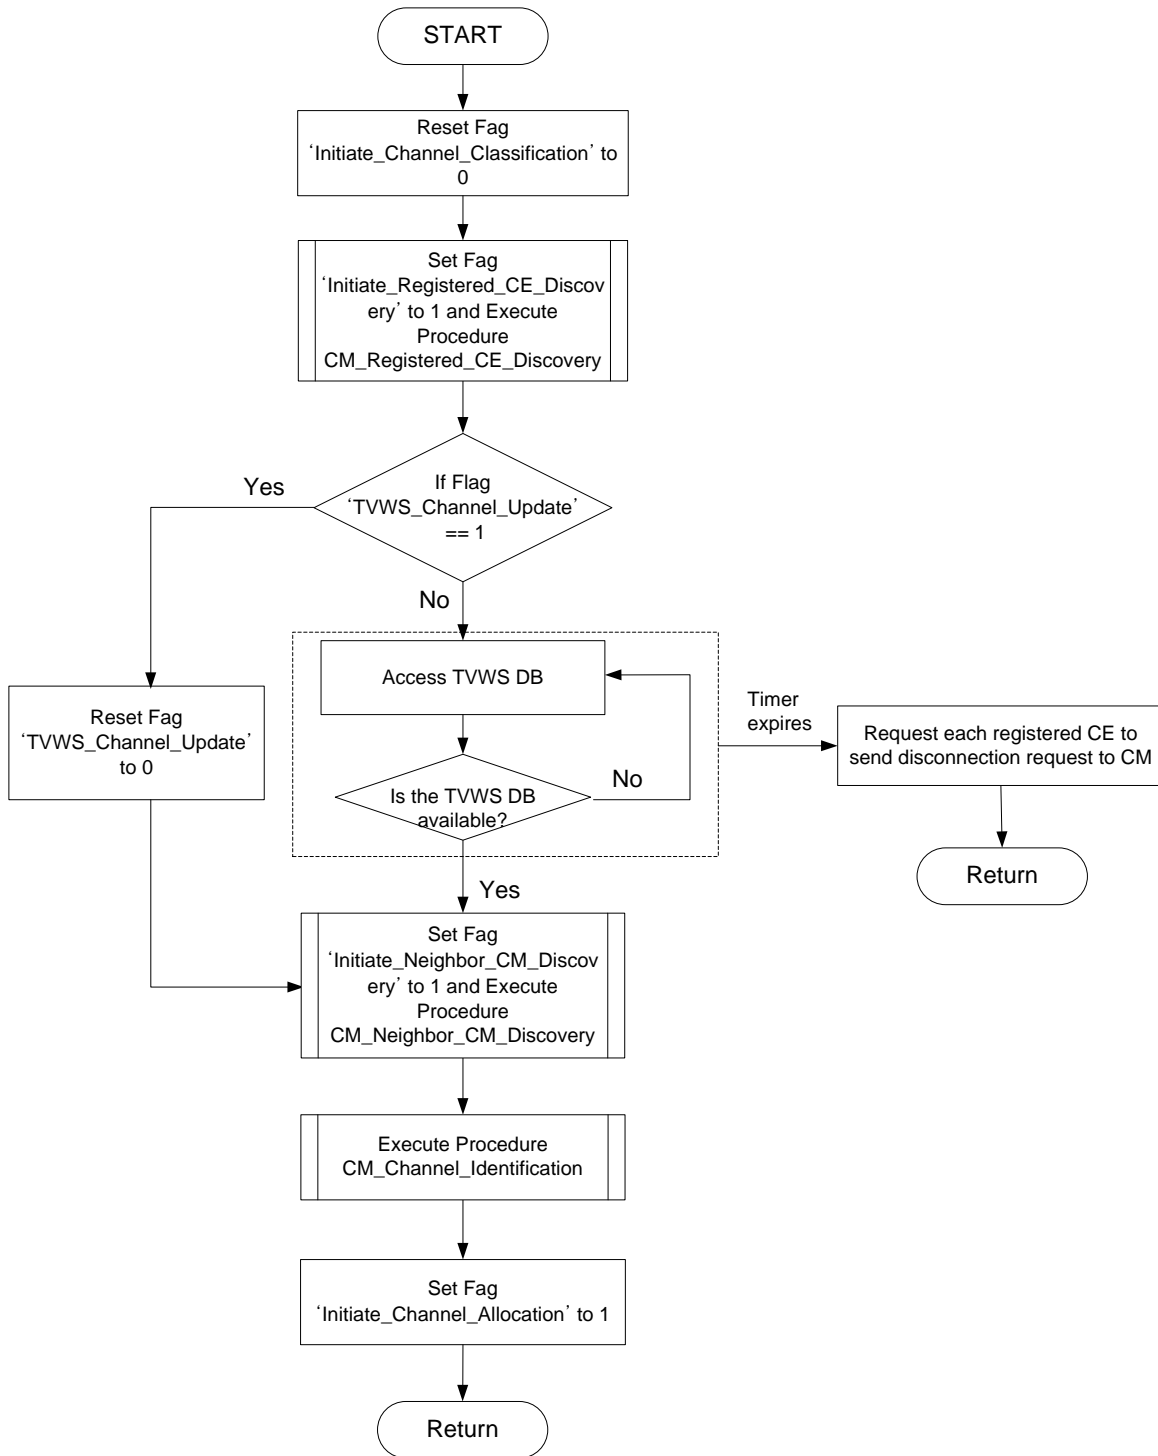 START
Reset Fag
‘Initiate_Channel_Classification’ to
0
Set Fag
‘Initiate_Registered_CE_Discov
ery’ to 1 and Execute
Procedure
CM_Registered_CE_Discovery
If Flag
‘TVWS_Channel_Update’
== 1
Yes
No
Access TVWS DB
Is the TVWS DB
available?
No
Timer
expires
Request each registered CE to
send disconnection request to CM
Return
Reset Fag
‘TVWS_Channel_Update’
to 0
Yes
Set Fag
‘Initiate_Neighbor_CM_Discov
ery’ to 1 and Execute
Procedure
CM_Neighbor_CM_Discovery
Execute Procedure
CM_Channel_Identification
Set Fag
‘Initiate_Channel_Allocation’ to 1
Return